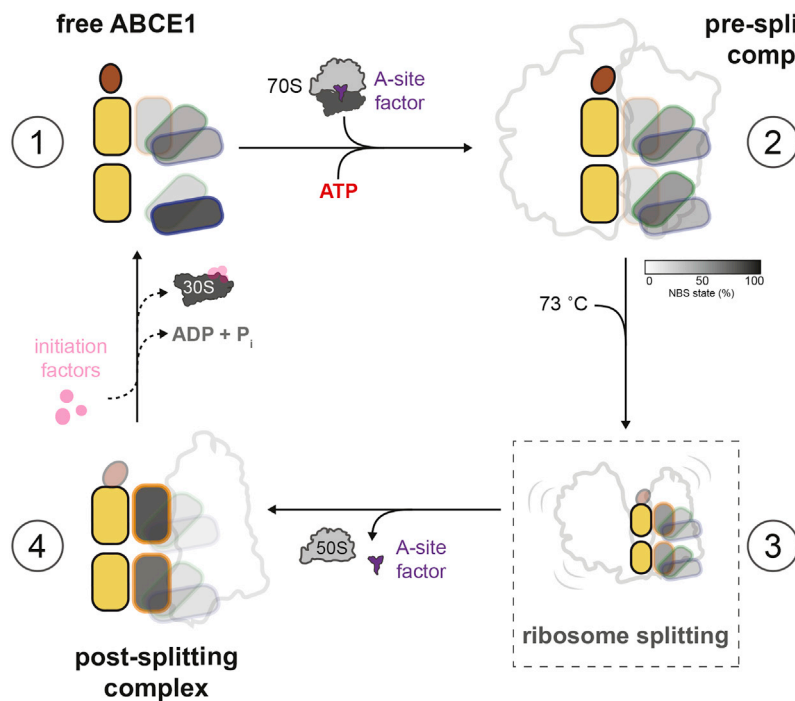 free ABCE1
pre-spli
comp
1
70S
A-site
factor
ATP
2
0 50 100
NBS state (%)
73 °C
30S
ADP + Pi
initiation
factors
4
50S
A-site
factor
3
ribosome splitting
post-splitting
complex